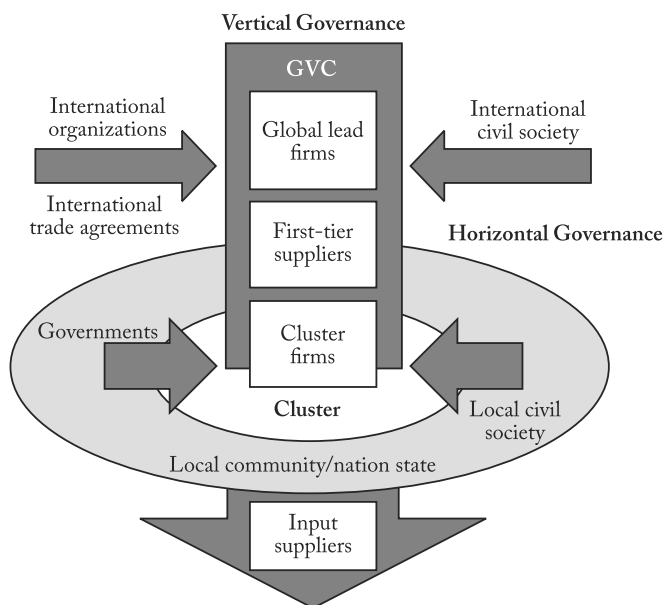 Vertical Governance
GVC
International
organizations
International
civil society
Global lead
firms
International
trade agreements
First-tier
suppliers
Horizontal Governance
Governments
Cluster
firms
Cluster
Local civil
society
Local community/nation state
Input
suppliers